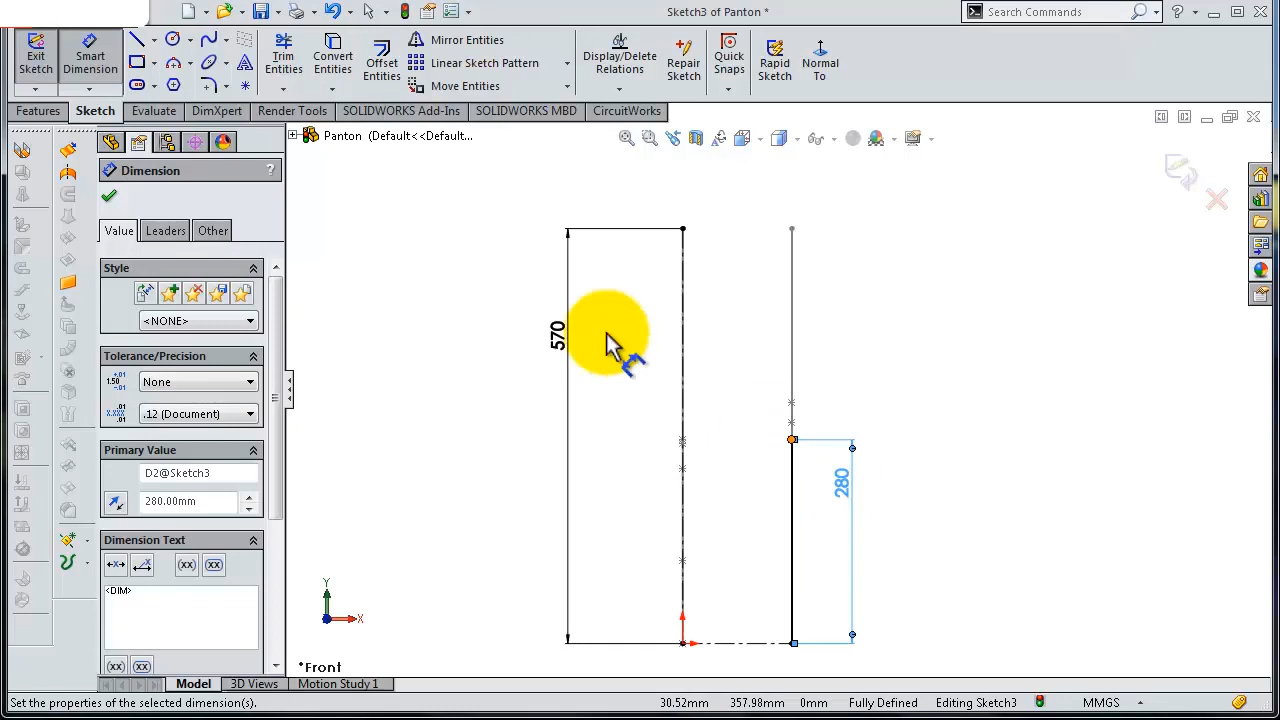 Sketch3 of Panton *
Search Commands
?
Exit Sketch
Smart Dimension
Trim Entities
Convert Entities
Offset Entities
Mirror Entities
Linear Sketch Pattern
Move Entities
Display/Delete Relations
Repair Sketch
Quick Snaps
Rapid Sketch
Normal To
Features
Sketch
Evaluate
DimXpert
Render Tools
SOLIDWORKS Add-Ins
SOLIDWORKS MBD
CircuitWorks
Panton (Default<<Default...
Dimension
?
Value
Leaders
Other
Style
<NONE>
Tolerance/Precision
None
.12 (Document)
Primary Value
D2@Sketch3
280.00mm
Dimension Text
<DIM>
(xx)
(xx)
570
280
Y
X
*Front
Model
3D Views
Motion Study 1
Set the properties of the selected dimension(s).
30.52mm
357.98mm
0mm
Fully Defined
Editing Sketch3
MMGS